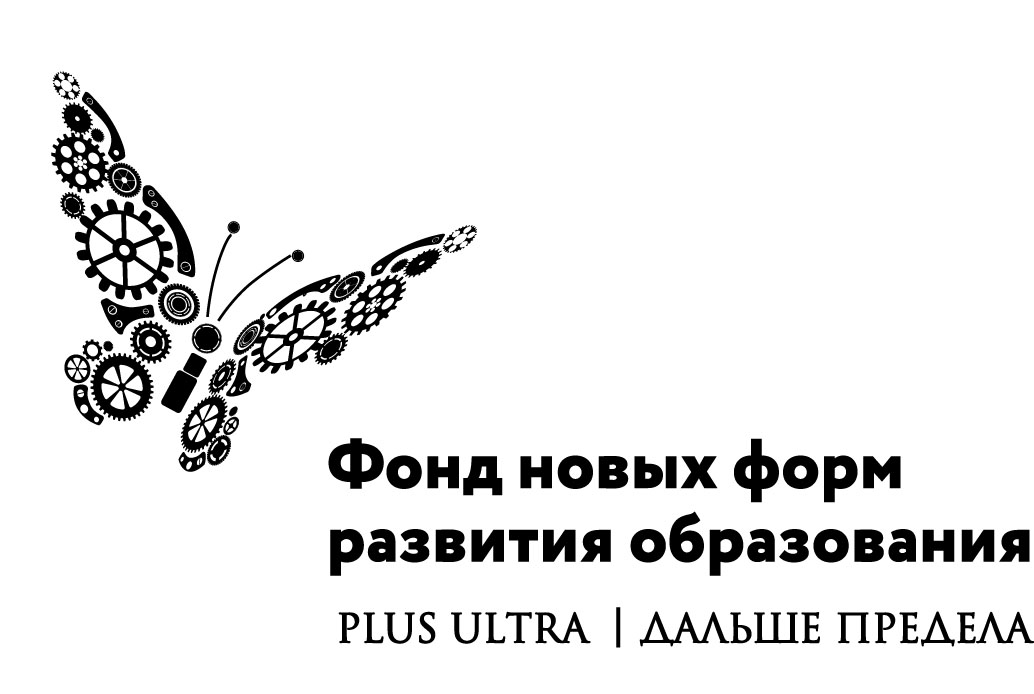 Фонд новых форм
развития образования
PLUS ULTRA | ДАЛЬШЕ ПРЕДЕЛА